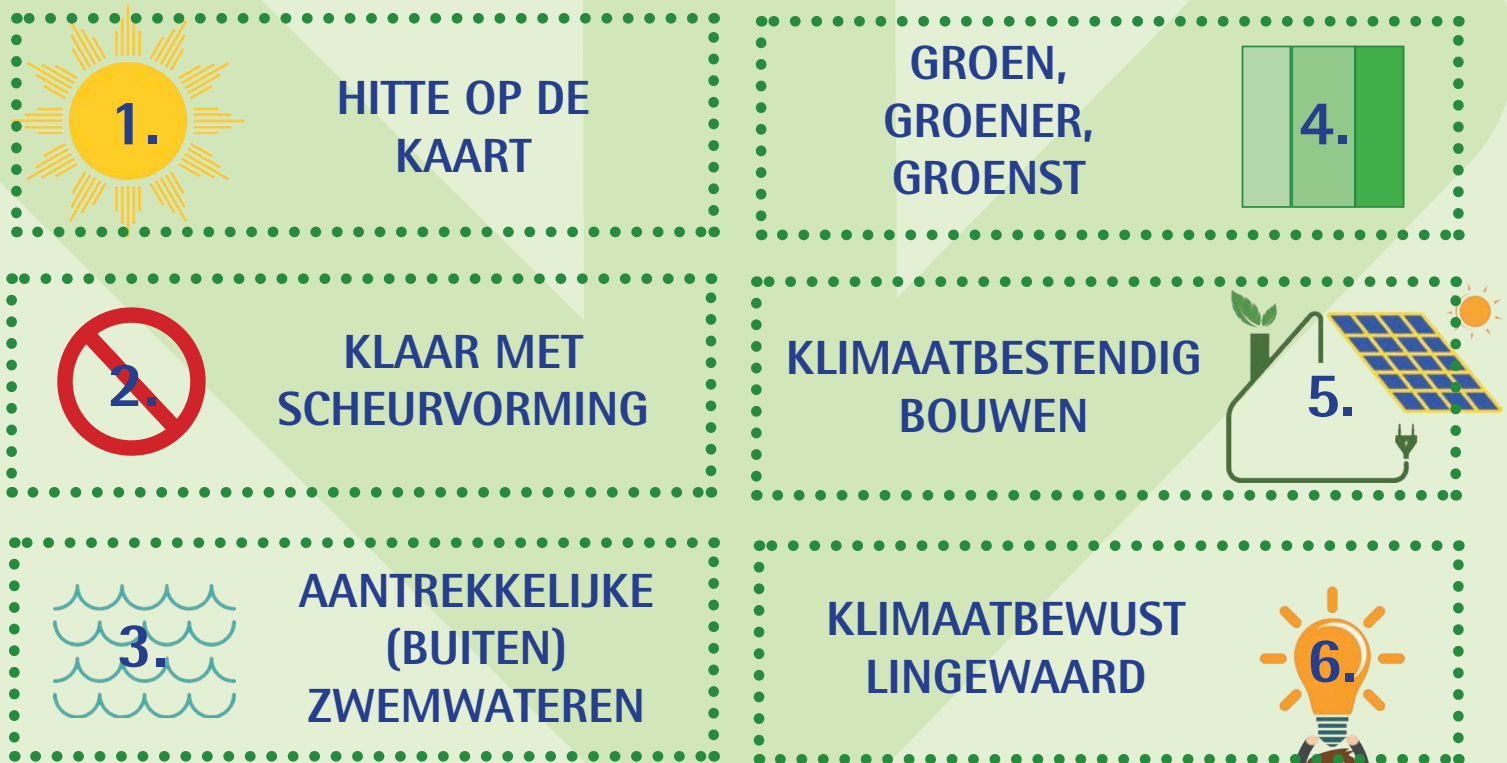 1.
HITTE OP DE
KAART
2.
KLAAR MET
SCHEURVORMING
3.
AANTREKKELIJKE
(BUITEN)
ZWEMWATEREN
GROEN,
GROENER,
GROENST
4.
KLIMAATBESTENDIG
BOUWEN
5.
KLIMAATBEWUST
LINGEWAARD
6.